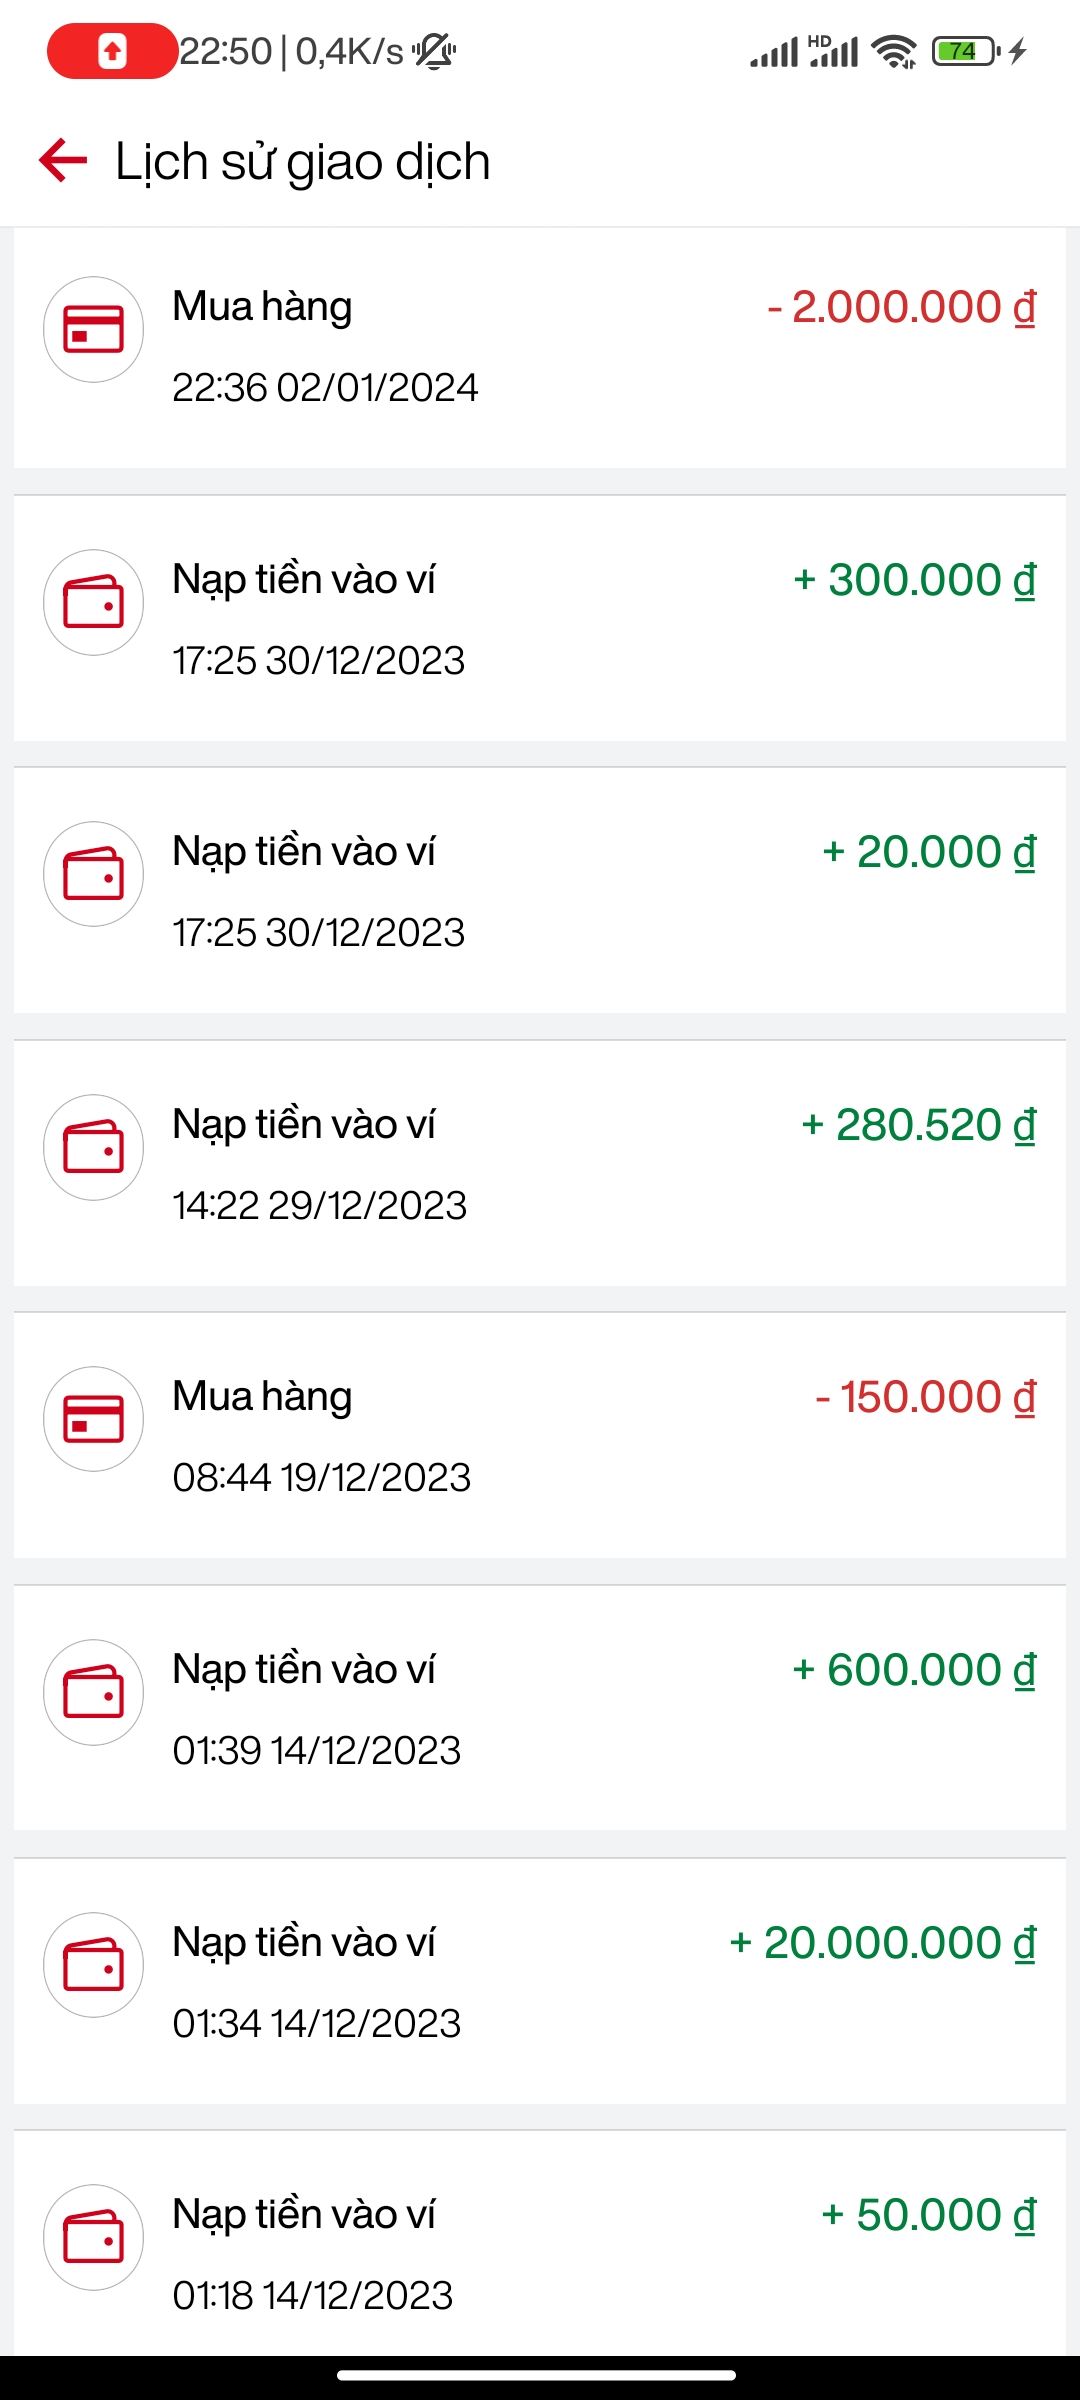 22:50 | 0,4K/s HD 74
Lịch sử giao dịch
Mua hàng - 2.000.000 ₫
22:36 02/01/2024
Nạp tiền vào ví + 300.000 ₫
17:25 30/12/2023
Nạp tiền vào ví + 20.000 ₫
17:25 30/12/2023
Nạp tiền vào ví + 280.520 ₫
14:22 29/12/2023
Mua hàng - 150.000 ₫
08:44 19/12/2023
Nạp tiền vào ví + 600.000 ₫
01:39 14/12/2023
Nạp tiền vào ví + 20.000.000 ₫
01:34 14/12/2023
Nạp tiền vào ví + 50.000 ₫
01:18 14/12/2023